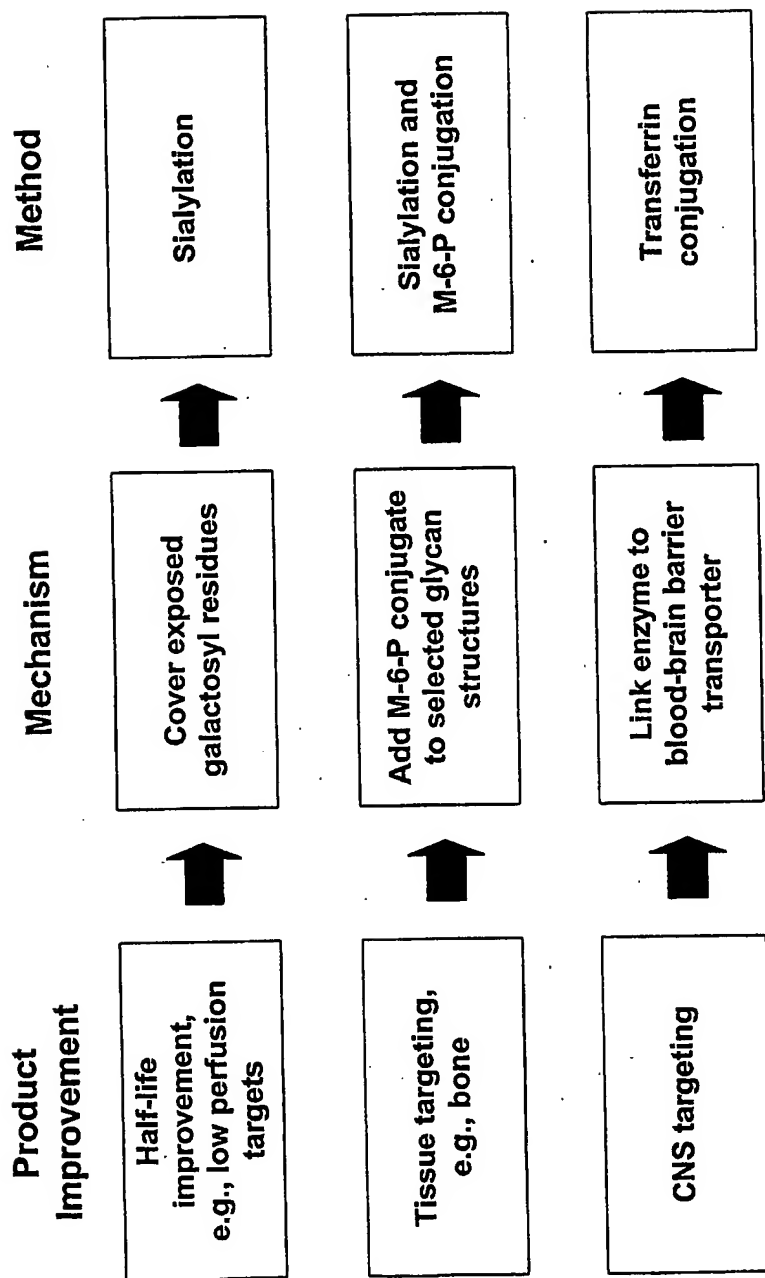 Product
Improvement
Mechanism
Method
Half-life
improvement,
e.g., low perfusion
targets
Cover exposed
galactosyl residues
Sialylation
Tissue targeting,
e.g., bone
Add M-6-P conjugate
to selected glycan
structures
Sialylation and
M-6-P conjugation
CNS targeting
Link enzyme to
blood-brain barrier
transporter
Transferrin
conjugation